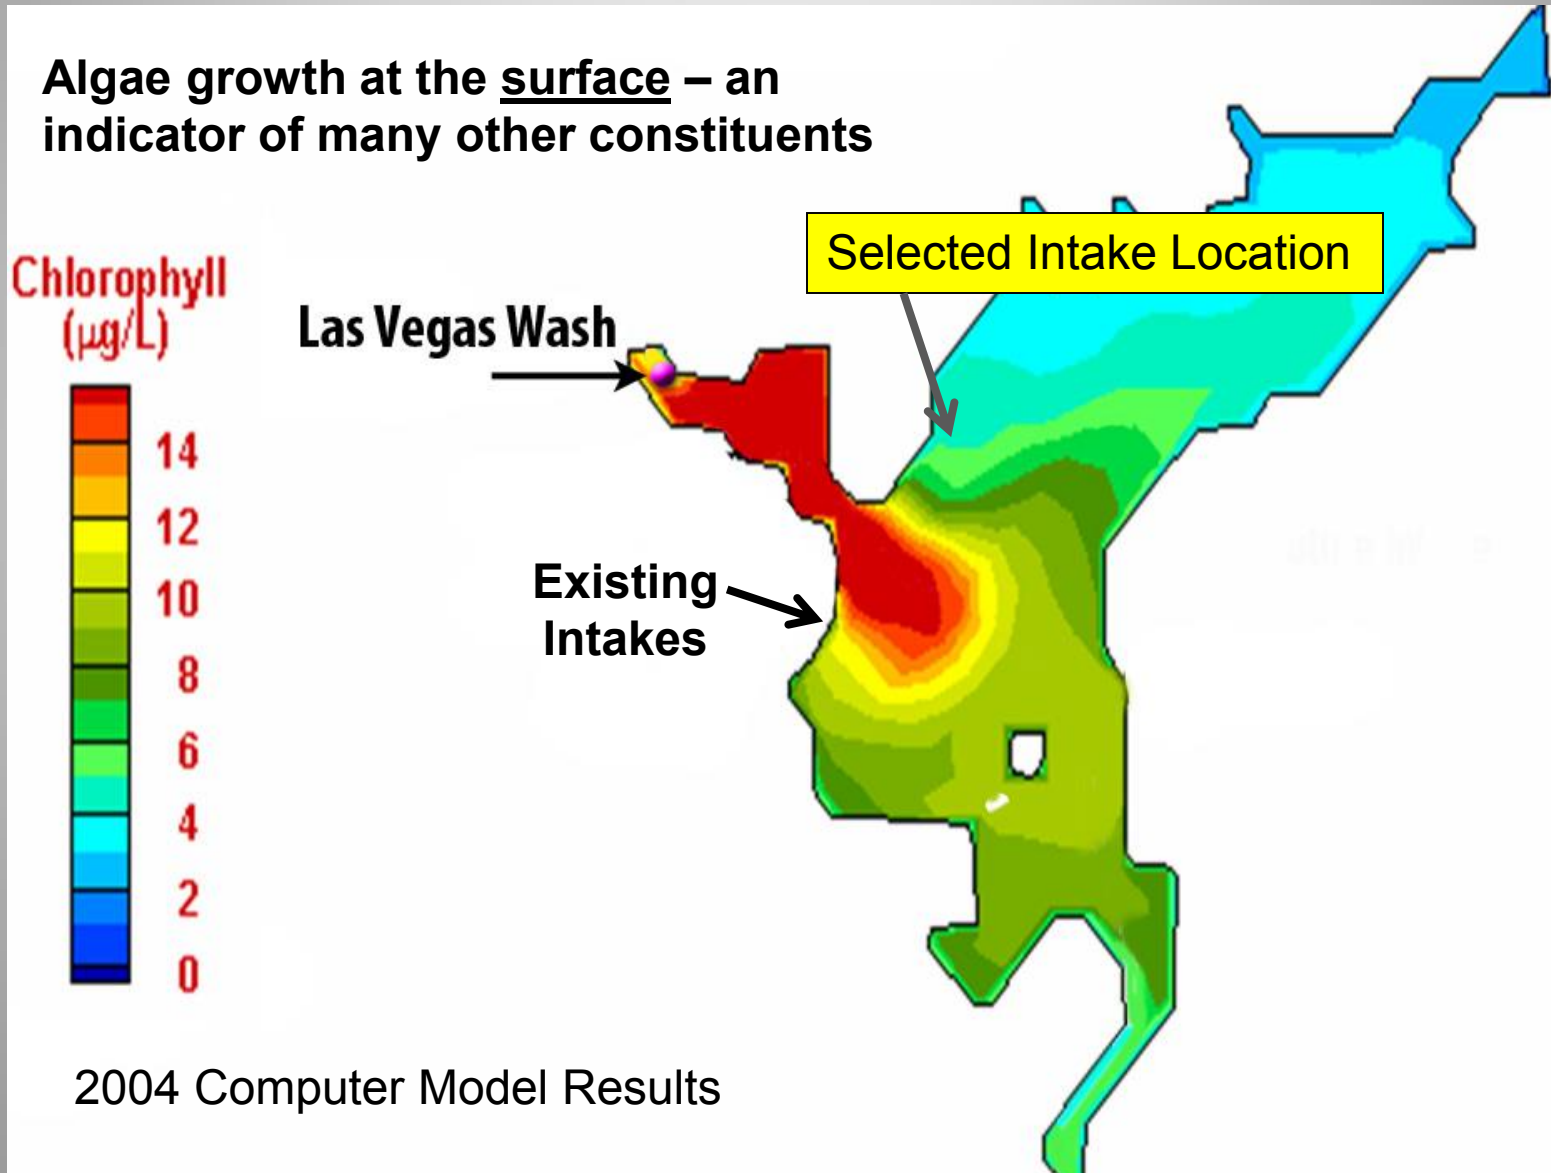 Algae growth at the surface – an
indicator of many other constituents
Selected Intake Location
Chlorophyll
(µg/L)
Las Vegas Wash
14
12
10
8
6
4
2
0
Existing
Intakes
2004 Computer Model Results